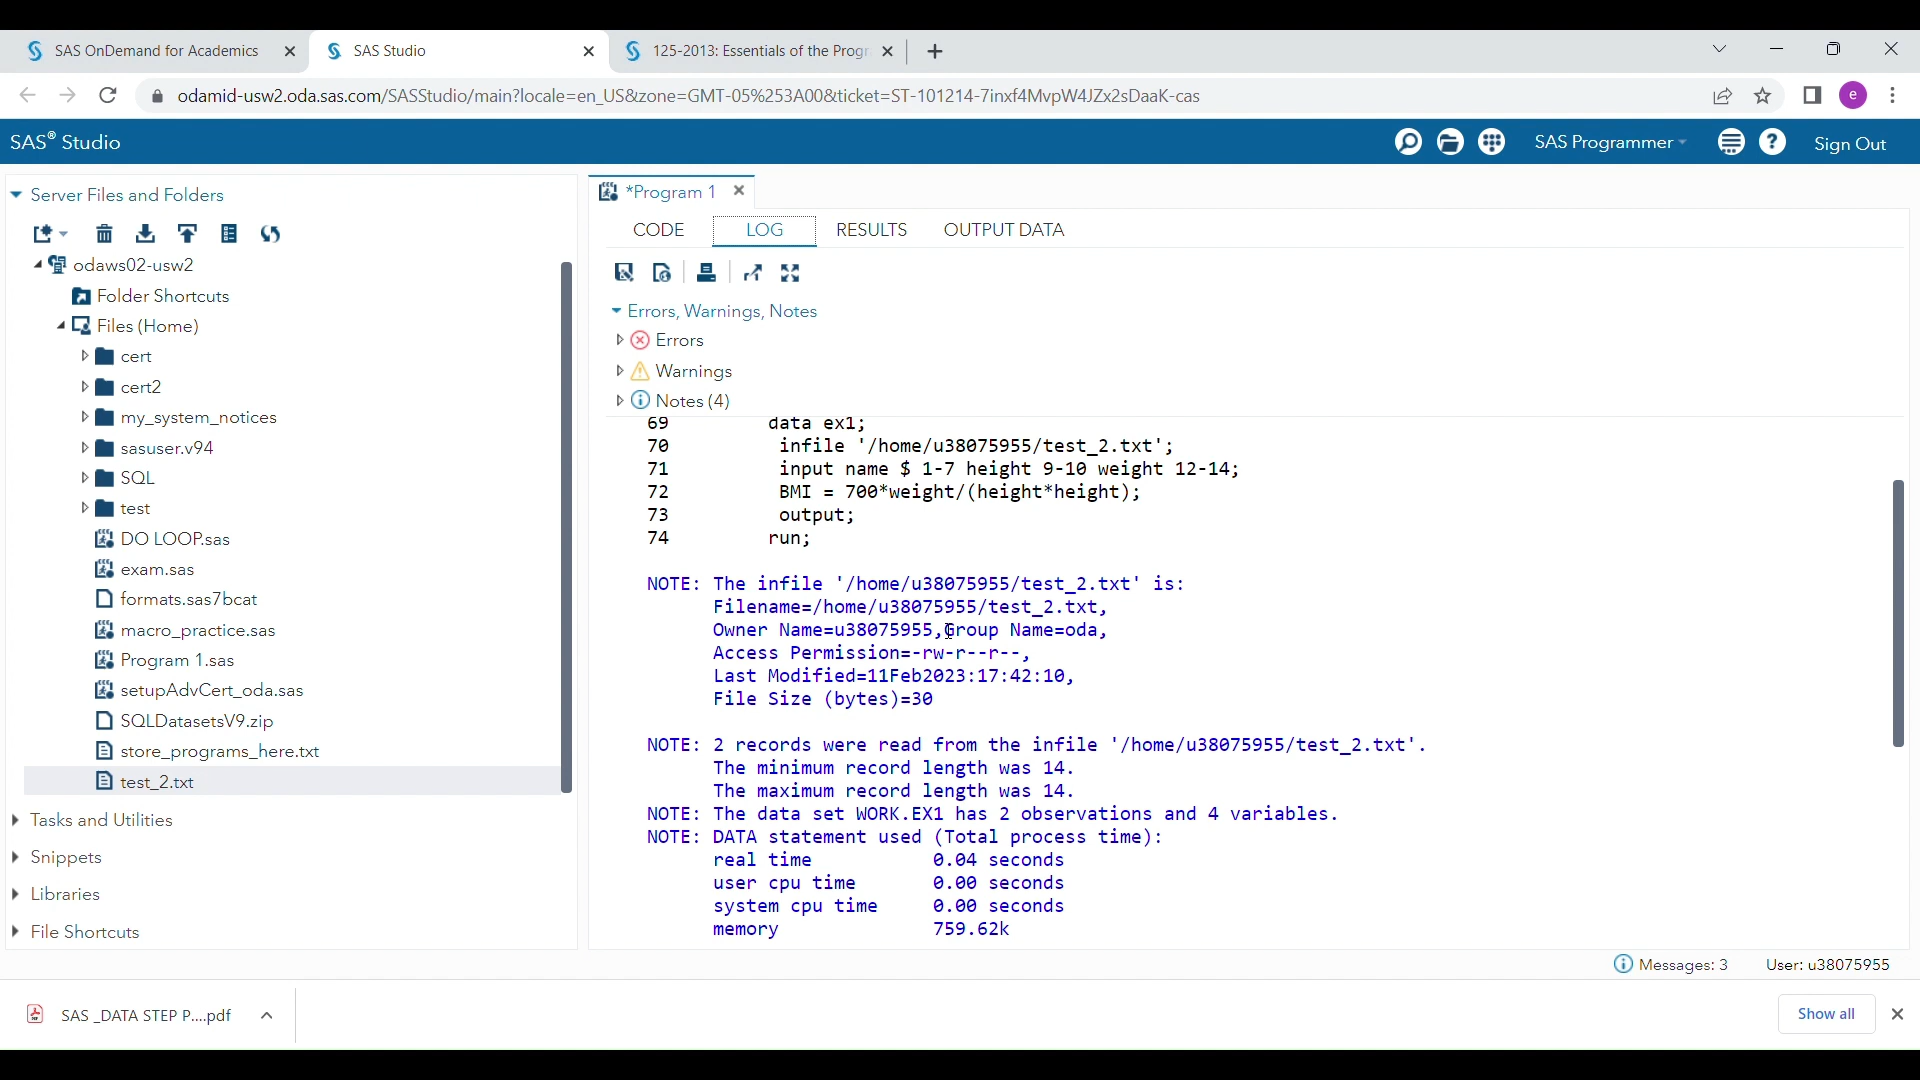 SAS OnDemand for Academics
SAS Studio
125-2013: Essentials of the Progr
odamid-usw2.oda.sas.com/SASStudio/main?locale=en_US&zone=GMT-05%253A00&ticket=ST-101214-7inxf4MvpW4JZx2sDaaK-cas
e
SAS® Studio
SAS Programmer
Sign Out
Server Files and Folders
odaws02-usw2
Folder Shortcuts
Files (Home)
cert
cert2
my_system_notices
sasuser.v94
SQL
test
DO LOOP.sas
exam.sas
formats.sas7bcat
macro_practice.sas
Program 1.sas
setupAdvCert_oda.sas
SQLDatasetsV9.zip
store_programs_here.txt
test_2.txt
Tasks and Utilities
Snippets
Libraries
File Shortcuts
*Program 1
CODE LOG RESULTS OUTPUT DATA
Errors, Warnings, Notes
Errors
Warnings
Notes (4)
69 data ex1;
70 infile '/home/u38075955/test_2.txt';
71 input name $ 1-7 height 9-10 weight 12-14;
72 BMI = 700*weight/(height*height);
73 output;
74 run;
NOTE: The infile '/home/u38075955/test_2.txt' is:
Filename=/home/u38075955/test_2.txt,
Owner Name=u38075955,Group Name=oda,
Access Permission=-rw-r--r--,
Last Modified=11Feb2023:17:42:10,
File Size (bytes)=30
NOTE: 2 records were read from the infile '/home/u38075955/test_2.txt'.
The minimum record length was 14.
The maximum record length was 14.
NOTE: The data set WORK.EX1 has 2 observations and 4 variables.
NOTE: DATA statement used (Total process time):
real time 0.04 seconds
user cpu time 0.00 seconds
system cpu time 0.00 seconds
memory 759.62k
Messages: 3
User: u38075955
SAS _DATA STEP P....pdf
Show all